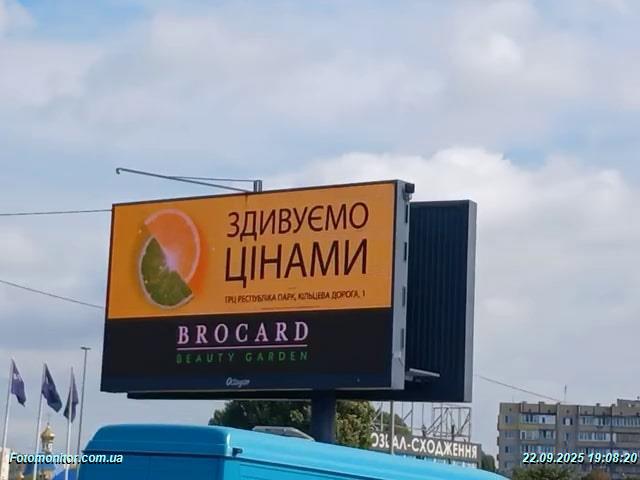 ЗДИВУЄМО
ЦІНАМИ
ТРЦ РЕСПУБЛІКА ПАРК, КІЛЬЦЕВА ДОРОГА, 1
BROCARD
BEAUTY GARDEN
Octagon
ОЗВАЛ-СХОДЖЕННЯ
Fotomonitor.com.ua
22.09.2025 19:08:20